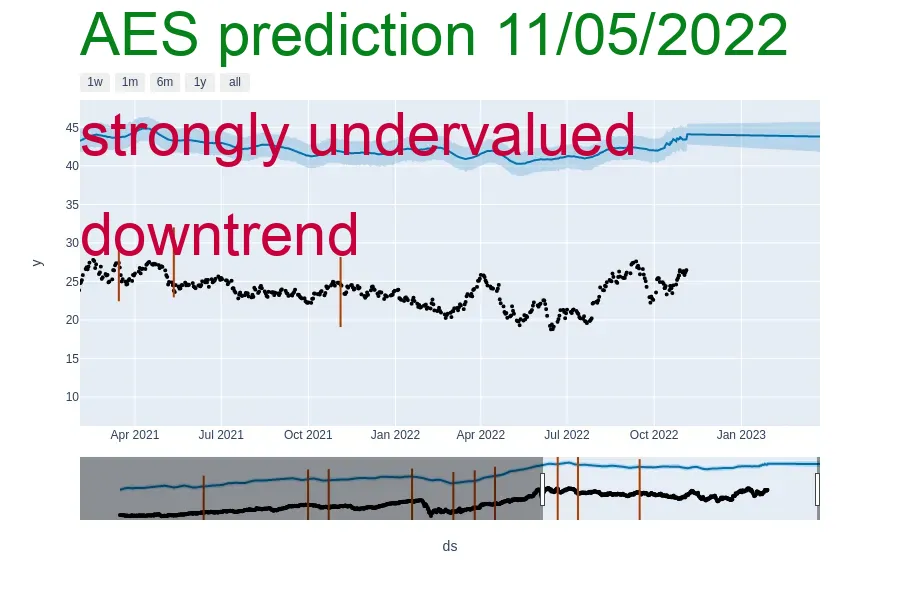 AES prediction 11/05/2022
1w 1m 6m 1y all
strongly undervalued
downtrend
45
40
35
30
25
20
15
10
y
Apr 2021 Jul 2021 Oct 2021 Jan 2022 Apr 2022 Jul 2022 Oct 2022 Jan 2023
ds